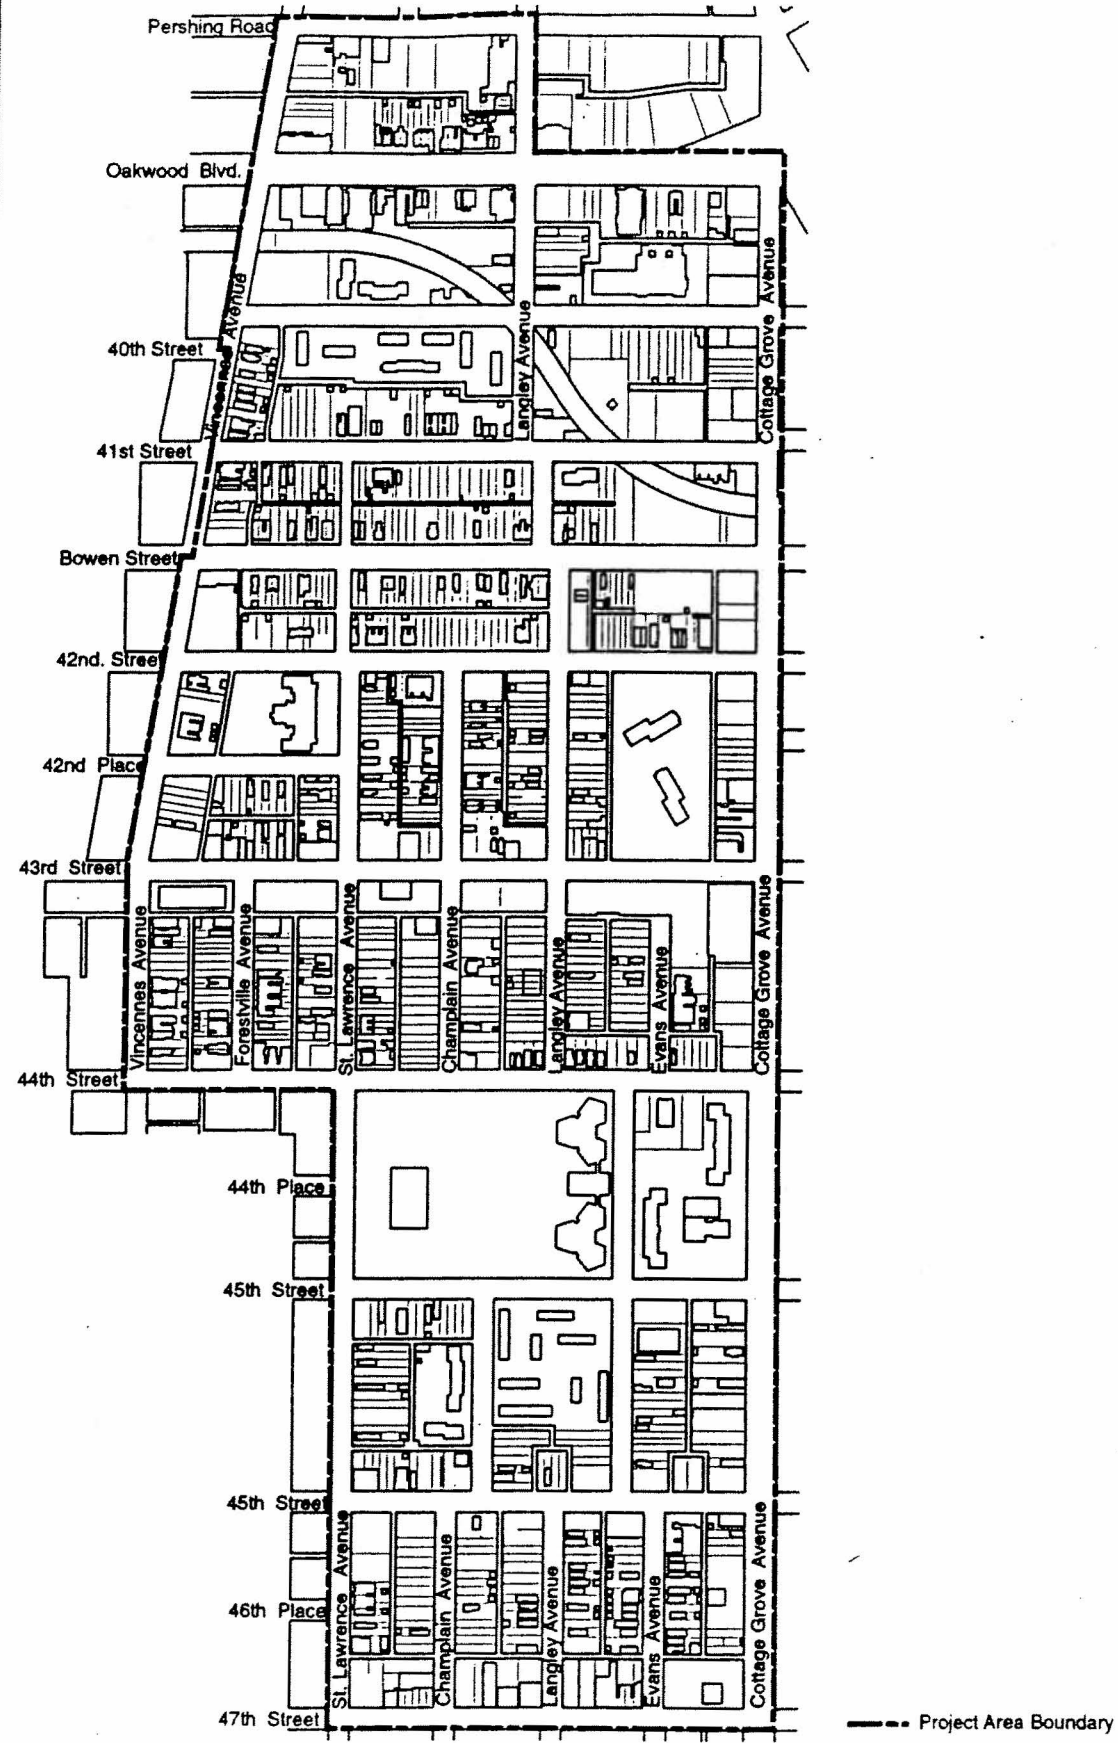 Pershing Road
Oakwood Blvd.
Vincennes Avenue
Langley Avenue
Cottage Grove Avenue
40th Street
41st Street
Bowen Street
42nd. Street
42nd Place
43rd Street
Vincennes Avenue
Forestville Avenue
St. Lawrence Avenue
Champlain Avenue
Langley Avenue
Evans Avenue
Cottage Grove Avenue
44th Street
44th Place
45th Street
45th Street
St. Lawrence Avenue
Champlain Avenue
Langley Avenue
Evans Avenue
Cottage Grove Avenue
46th Place
47th Street
Project Area Boundary